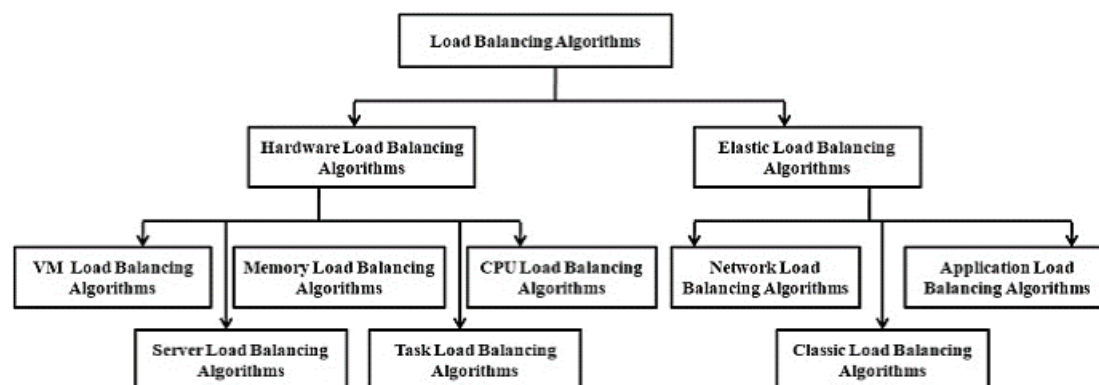 Load Balancing Algorithms
Hardware Load Balancing
Algorithms
Elastic Load Balancing
Algorithms
VM Load Balancing
Algorithms
Memory Load Balancing
Algorithms
CPU Load Balancing
Algorithms
Network Load
Balancing Algorithms
Application Load
Balancing Algorithms
Server Load Balancing
Algorithms
Task Load Balancing
Algorithms
Classic Load Balancing
Algorithms